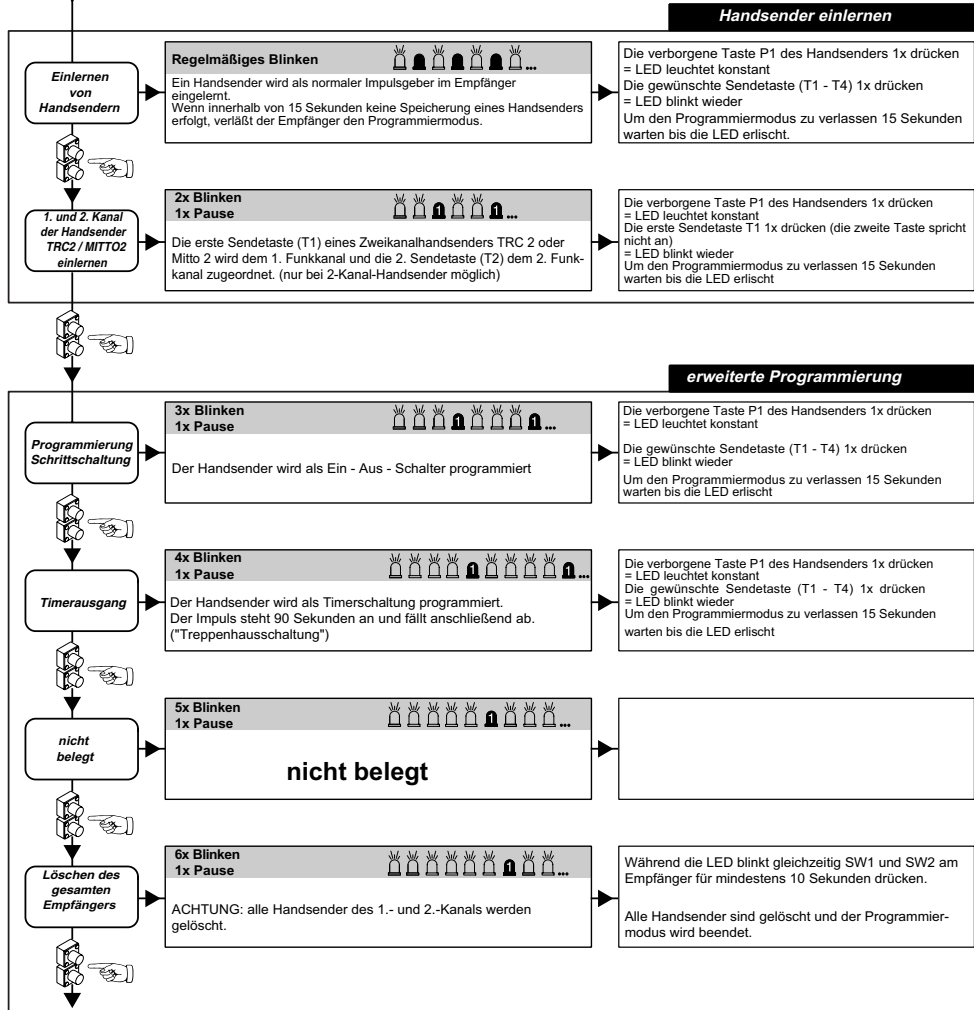 Handsender einlernen
Einlernen
von
Handsendern
Regelmäßiges Blinken
...
Ein Handsender wird als normaler Impulsgeber im Empfänger
eingelernt.
Wenn innerhalb von 15 Sekunden keine Speicherung eines Handsenders
erfolgt, verläßt der Empfänger den Programmiermodus.
Die verborgene Taste P1 des Handsenders 1x drücken
= LED leuchtet konstant
Die gewünschte Sendetaste (T1 - T4) 1x drücken
= LED blinkt wieder
Um den Programmiermodus zu verlassen 15 Sekunden
warten bis die LED erlischt.
1. und 2. Kanal
der Handsender
TRC2 / MITTO2
einlernen
2x Blinken
1x Pause
1 1...
Die erste Sendetaste (T1) eines Zweikanalhandsenders TRC 2 oder
Mitto 2 wird dem 1. Funkkanal und die 2. Sendetaste (T2) dem 2. Funk-
kanal zugeordnet. (nur bei 2-Kanal-Handsender möglich)
Die verborgene Taste P1 des Handsenders 1x drücken
= LED leuchtet konstant
Die erste Sendetaste T1 1x drücken (die zweite Taste spricht
nicht an)
= LED blinkt wieder
Um den Programmiermodus zu verlassen 15 Sekunden
warten bis die LED erlischt
erweiterte Programmierung
Programmierung
Schrittschaltung
3x Blinken
1x Pause
1 1...
Der Handsender wird als Ein - Aus - Schalter programmiert
Die verborgene Taste P1 des Handsenders 1x drücken
= LED leuchtet konstant
Die gewünschte Sendetaste (T1 - T4) 1x drücken
= LED blinkt wieder
Um den Programmiermodus zu verlassen 15 Sekunden
warten bis die LED erlischt
Timerausgang
4x Blinken
1x Pause
1 1...
Der Handsender wird als Timerschaltung programmiert.
Der Impuls steht 90 Sekunden an und fällt anschließend ab.
("Treppenhausschaltung")
Die verborgene Taste P1 des Handsenders 1x drücken
= LED leuchtet konstant
Die gewünschte Sendetaste (T1 - T4) 1x drücken
= LED blinkt wieder
Um den Programmiermodus zu verlassen 15 Sekunden
warten bis die LED erlischt
nicht
belegt
5x Blinken
1x Pause
1 ...
nicht belegt
Löschen des
gesamten
Empfängers
6x Blinken
1x Pause
1 ...
ACHTUNG: alle Handsender des 1.- und 2.-Kanals werden
gelöscht.
Während die LED blinkt gleichzeitig SW1 und SW2 am
Empfänger für mindestens 10 Sekunden drücken.
Alle Handsender sind gelöscht und der Programmier-
modus wird beendet.